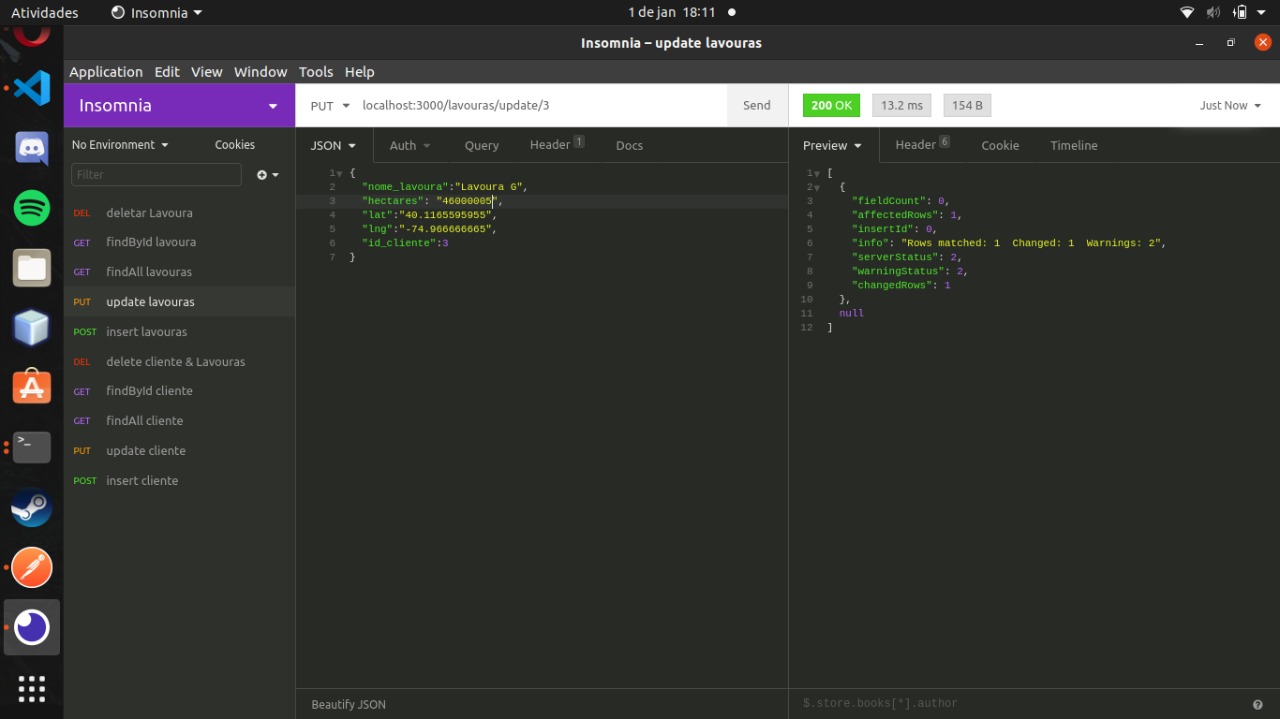 Atividades Insomnia 1 de jan 18:11
Insomnia – update lavouras
Application Edit View Window Tools Help
Insomnia
PUT localhost:3000/lavouras/update/3 Send
200 OK 13.2 ms 154 B Just Now
No Environment Cookies
Filter
DEL deletar Lavoura
GET findById lavoura
GET findAll lavouras
PUT update lavouras
POST insert lavouras
DEL delete cliente & Lavouras
GET findById cliente
GET findAll cliente
PUT update cliente
POST insert cliente
JSON Auth Query Header 1 Docs
1 {
2 "nome_lavoura":"Lavoura G",
3 "hectares": "46000005",
4 "lat":"40.1165595955",
5 "lng":"-74.966666665",
6 "id_cliente":3
7 }
Beautify JSON
Preview Header 6 Cookie Timeline
1 [
2 {
3 "fieldCount": 0,
4 "affectedRows": 1,
5 "insertId": 0,
6 "info": "Rows matched: 1  Changed: 1  Warnings: 2",
7 "serverStatus": 2,
8 "warningStatus": 2,
9 "changedRows": 1
10 },
11 null
12 ]
$.store.books[*].author